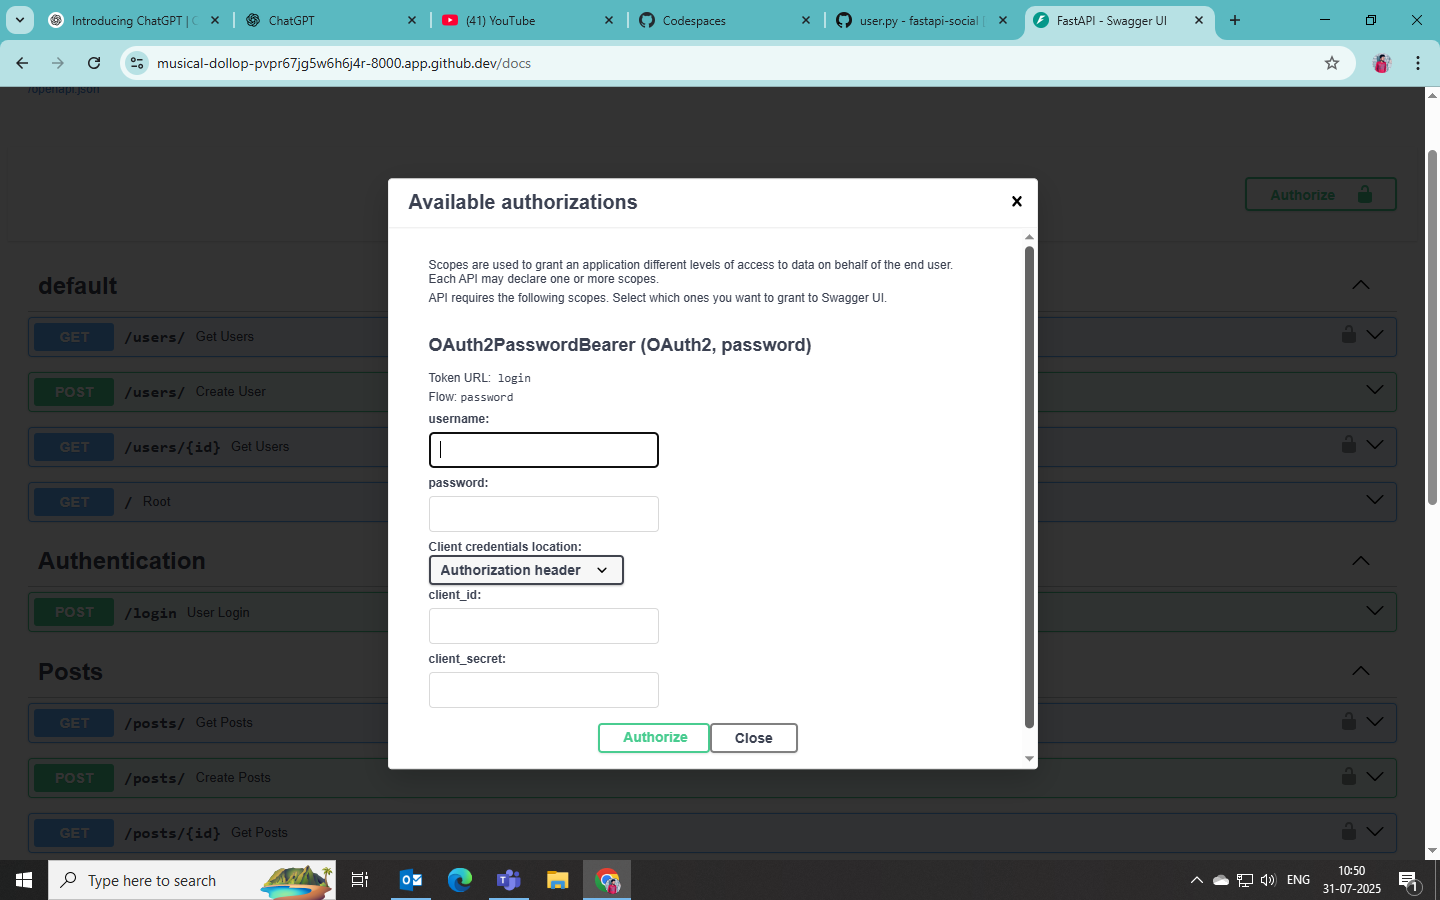 Introducing ChatGPT | C
ChatGPT
(41) YouTube
Codespaces
user.py - fastapi-social [
FastAPI - Swagger UI
musical-dollop-pvpr67jg5w6h6j4r-8000.app.github.dev/docs
/openapi.json
Authorize
Available authorizations
Scopes are used to grant an application different levels of access to data on behalf of the end user.
Each API may declare one or more scopes.
API requires the following scopes. Select which ones you want to grant to Swagger UI.
OAuth2PasswordBearer (OAuth2, password)
Token URL: login
Flow: password
username:
password:
Client credentials location:
Authorization header
client_id:
client_secret:
Authorize
Close
default
GET /users/ Get Users
POST /users/ Create User
GET /users/{id} Get Users
GET / Root
Authentication
POST /login User Login
Posts
GET /posts/ Get Posts
POST /posts/ Create Posts
GET /posts/{id} Get Posts
Type here to search
ENG
10:50
31-07-2025
1